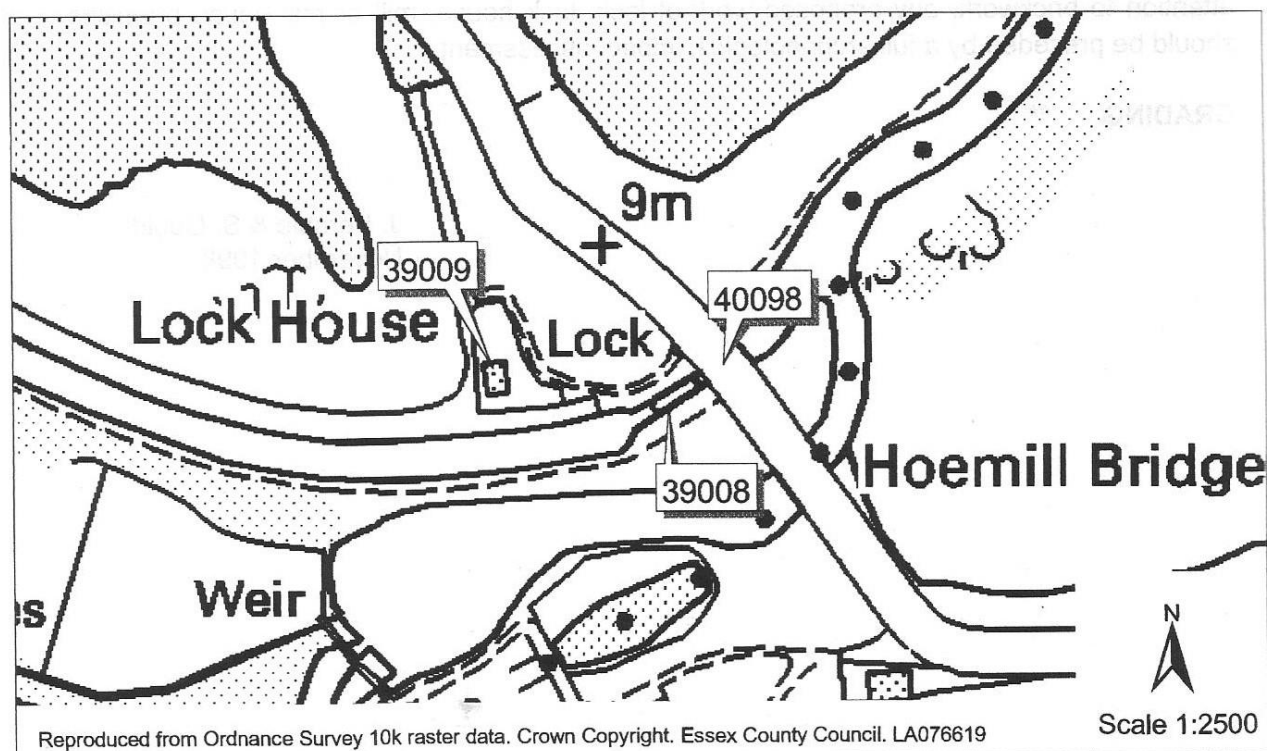 9m
39009
40098
Lock House
Lock
Hoemill Bridge
39008
Weir
es
N
Scale 1:2500
Reproduced from Ordnance Survey 10k raster data. Crown Copyright. Essex County Council. LA076619